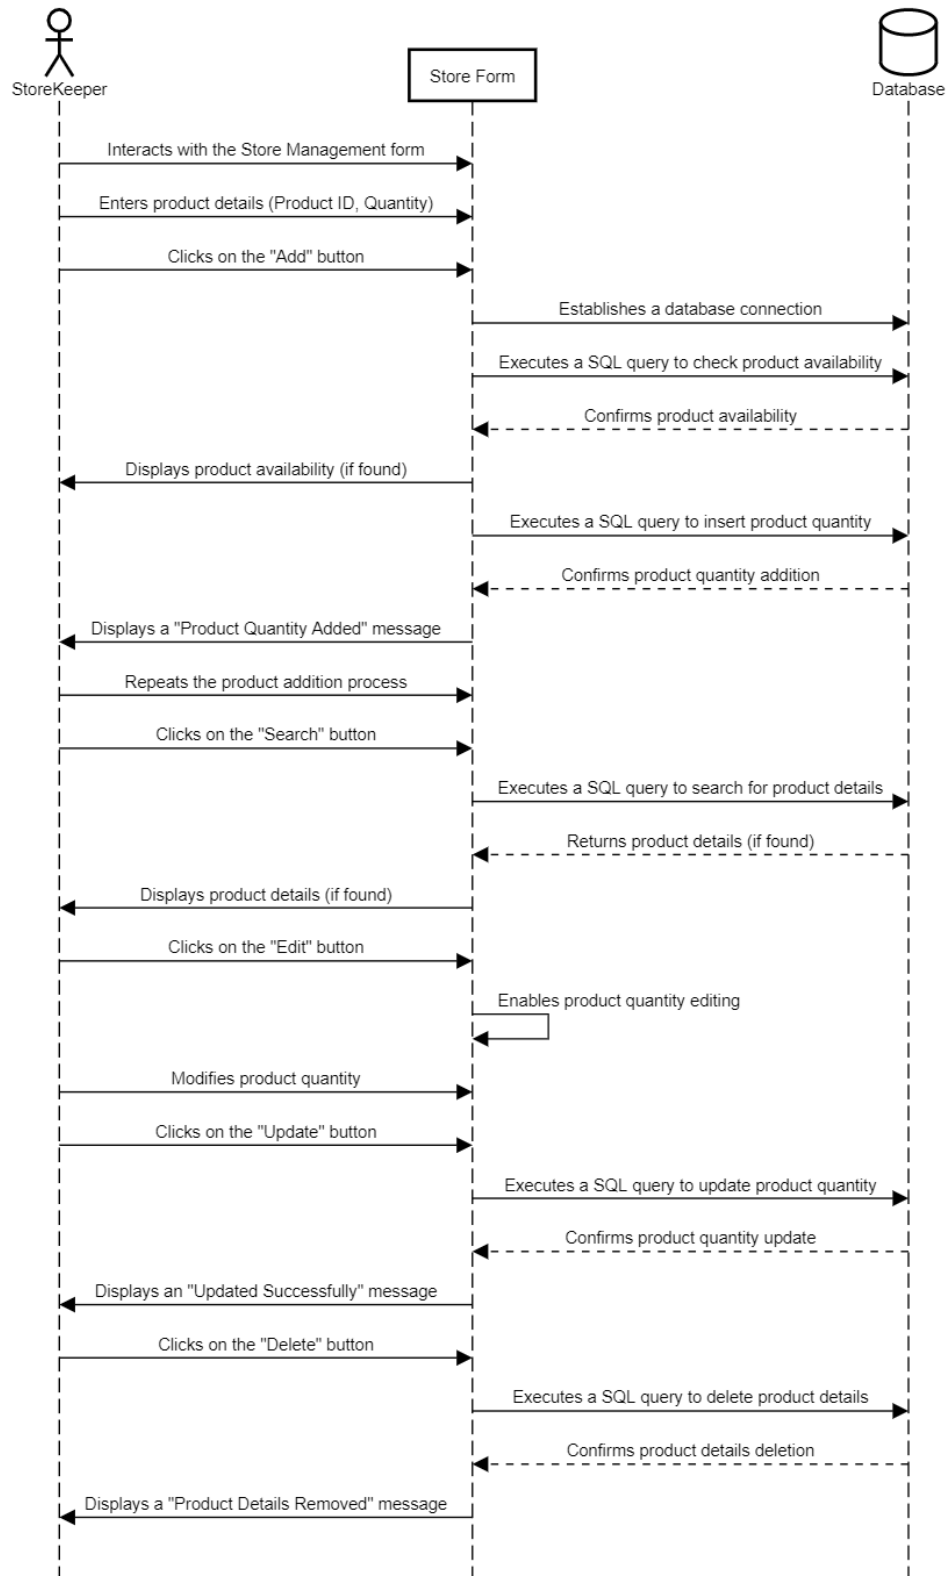 StoreKeeper
Store Form
Database
Interacts with the Store Management form
Enters product details (Product ID, Quantity)
Clicks on the "Add" button
Establishes a database connection
Executes a SQL query to check product availability
Confirms product availability
Displays product availability (if found)
Executes a SQL query to insert product quantity
Confirms product quantity addition
Displays a "Product Quantity Added" message
Repeats the product addition process
Clicks on the "Search" button
Executes a SQL query to search for product details
Returns product details (if found)
Displays product details (if found)
Clicks on the "Edit" button
Enables product quantity editing
Modifies product quantity
Clicks on the "Update" button
Executes a SQL query to update product quantity
Confirms product quantity update
Displays an "Updated Successfully" message
Clicks on the "Delete" button
Executes a SQL query to delete product details
Confirms product details deletion
Displays a "Product Details Removed" message